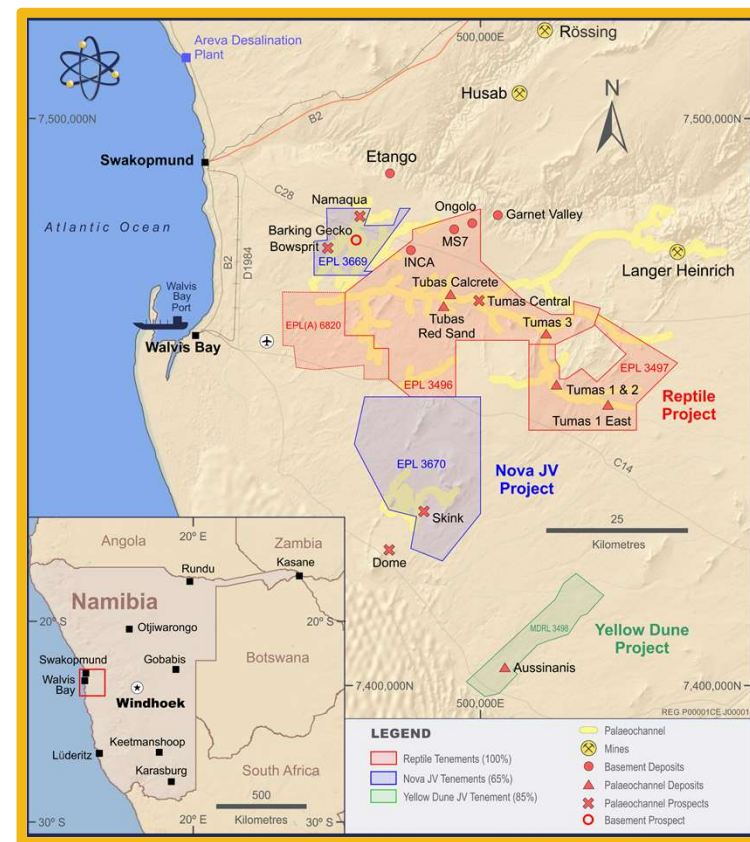 Areva Desalination
Plant
500,000E
Rössing
Husab
N
7,500,000N
7,500,000N
B2
Swakopmund
Etango
C28
Namaqua
Ongolo
Garnet Valley
Atlantic Ocean
Barking Gecko
Bowsprit
MS7
EPL 3669
INCA
Langer Heinrich
B2
D1984
Walvis
Bay
Port
Tubas Calcrete
Tumas Central
EPL(A) 6820
Tubas
Red Sand
Tumas 3
Walvis Bay
EPL 3496
EPL 3497
Tumas 1 & 2
Reptile
Project
Tumas 1 East
EPL 3670
Nova JV
Project
C14
Skink
25
Kilometres
Dome
20° E
Angola
Zambia
Rundu
Kasane
Namibia
20° S
20° S
Otjiwarongo
MDRL 3498
Yellow Dune
Project
Swakopmund
Gobabis
Botswana
Walvis
Bay
Windhoek
Aussinanis
7,400,000N
500,000E
7,400,000N
REG P00001CE J00001
Keetmanshoop
Lüderitz
Karasburg
South Africa
500
Kilometres
30° S
20° E
30° S
LEGEND
Reptile Tenements (100%)
Nova JV Tenements (65%)
Yellow Dune JV Tenement (85%)
Palaeochannel
Mines
Basement Deposits
Palaeochannel Deposits
Palaeochannel Prospects
Basement Prospect